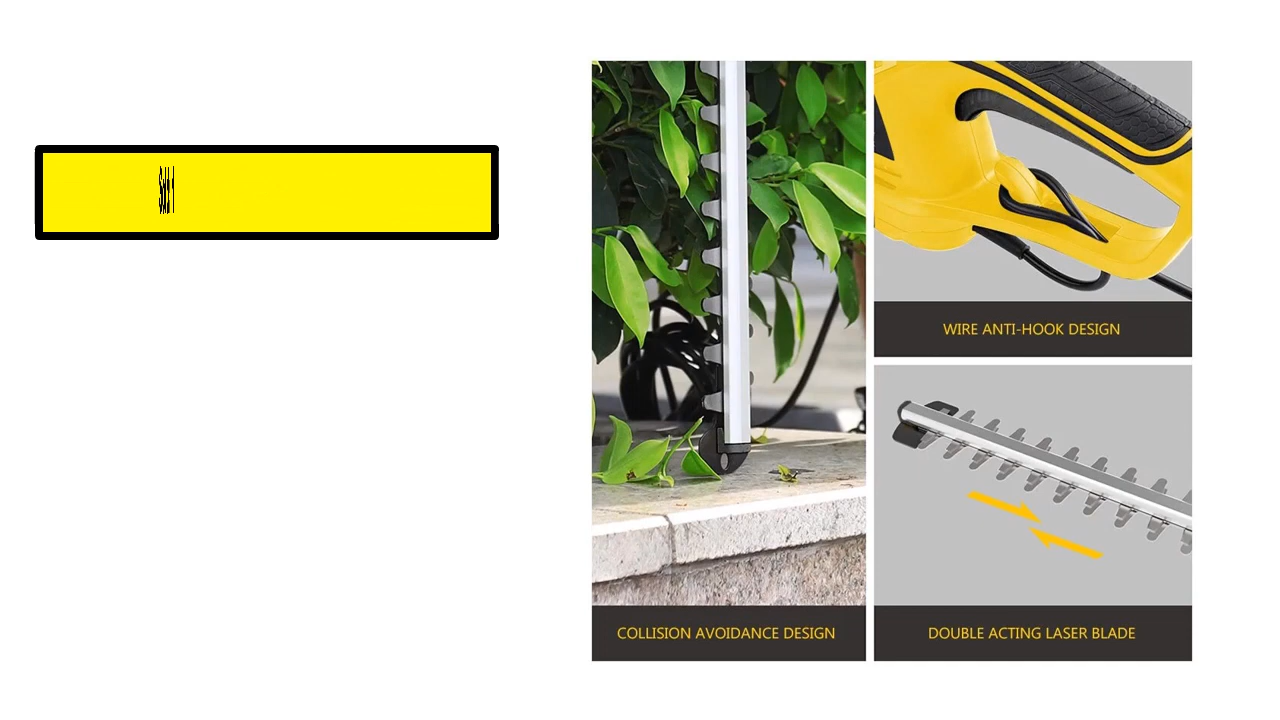 WIRE ANTI-HOOK DESIGN
COLLISION AVOIDANCE DESIGN
DOUBLE ACTING LASER BLADE